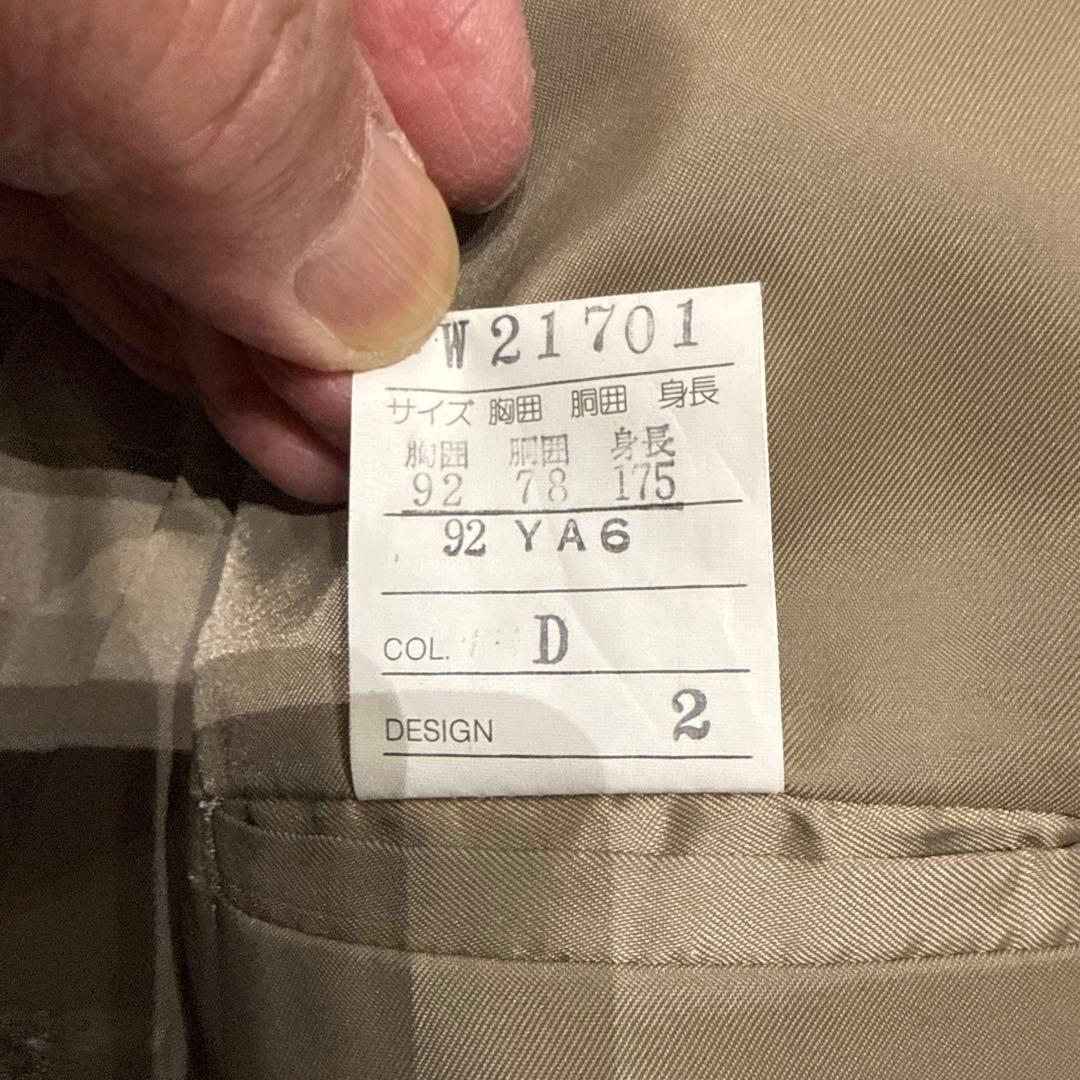 W21701
サイズ 胸囲 胴囲 身長
胸囲 胴囲 身長
92 78 175
92 YA6
COL. D
DESIGN 2